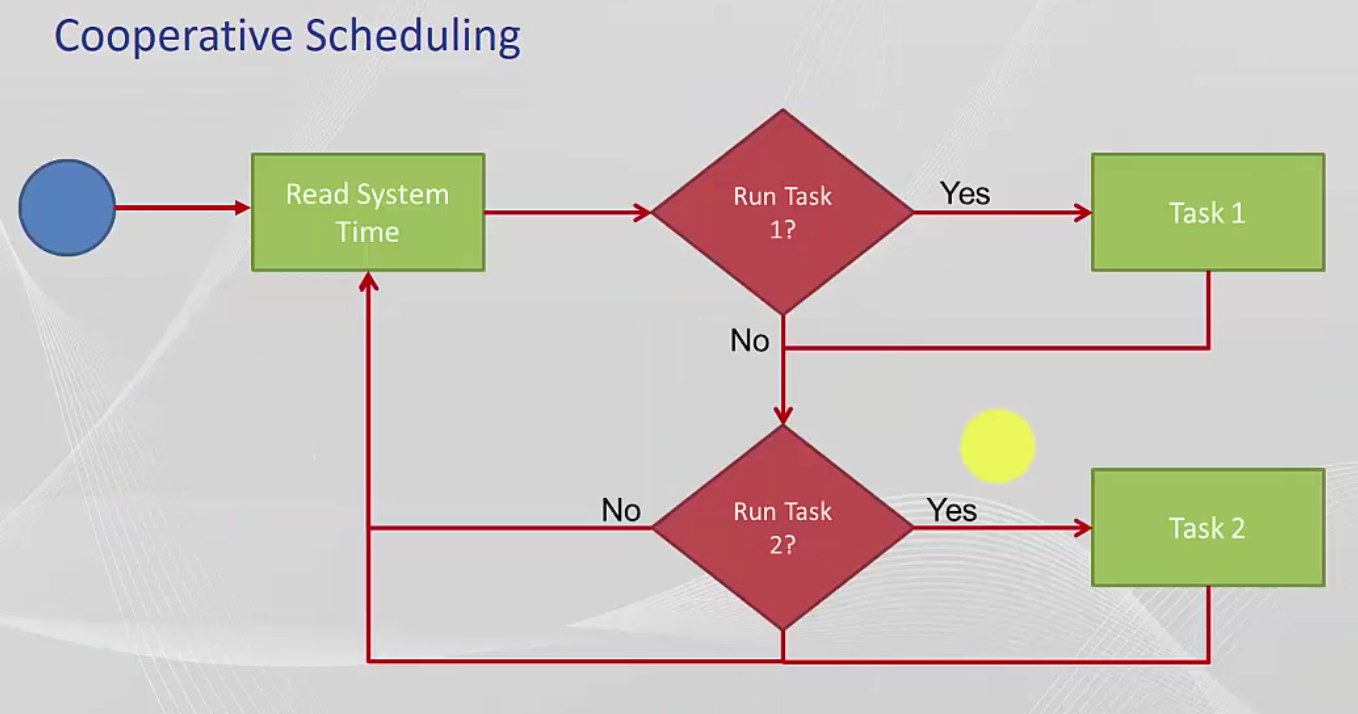 Cooperative Scheduling
Read System
Time
Run Task
1?
Yes
Task 1
No
No
Run Task
2?
Yes
Task 2